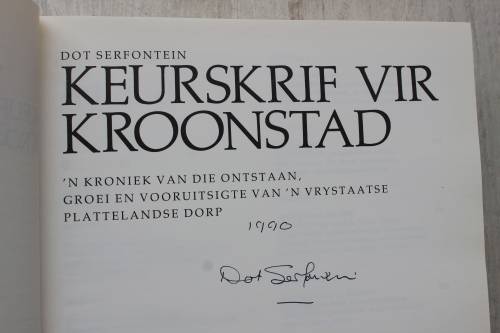 DOT SERFONTEIN
KEURSKRIF VIR
KROONSTAD
'N KRONIEK VAN DIE ONTSTAAN,
GROEI EN VOORUITSIGTE VAN 'N VRYSTAATSE
PLATTELANDSE DORP
1990
Dot Serfontein